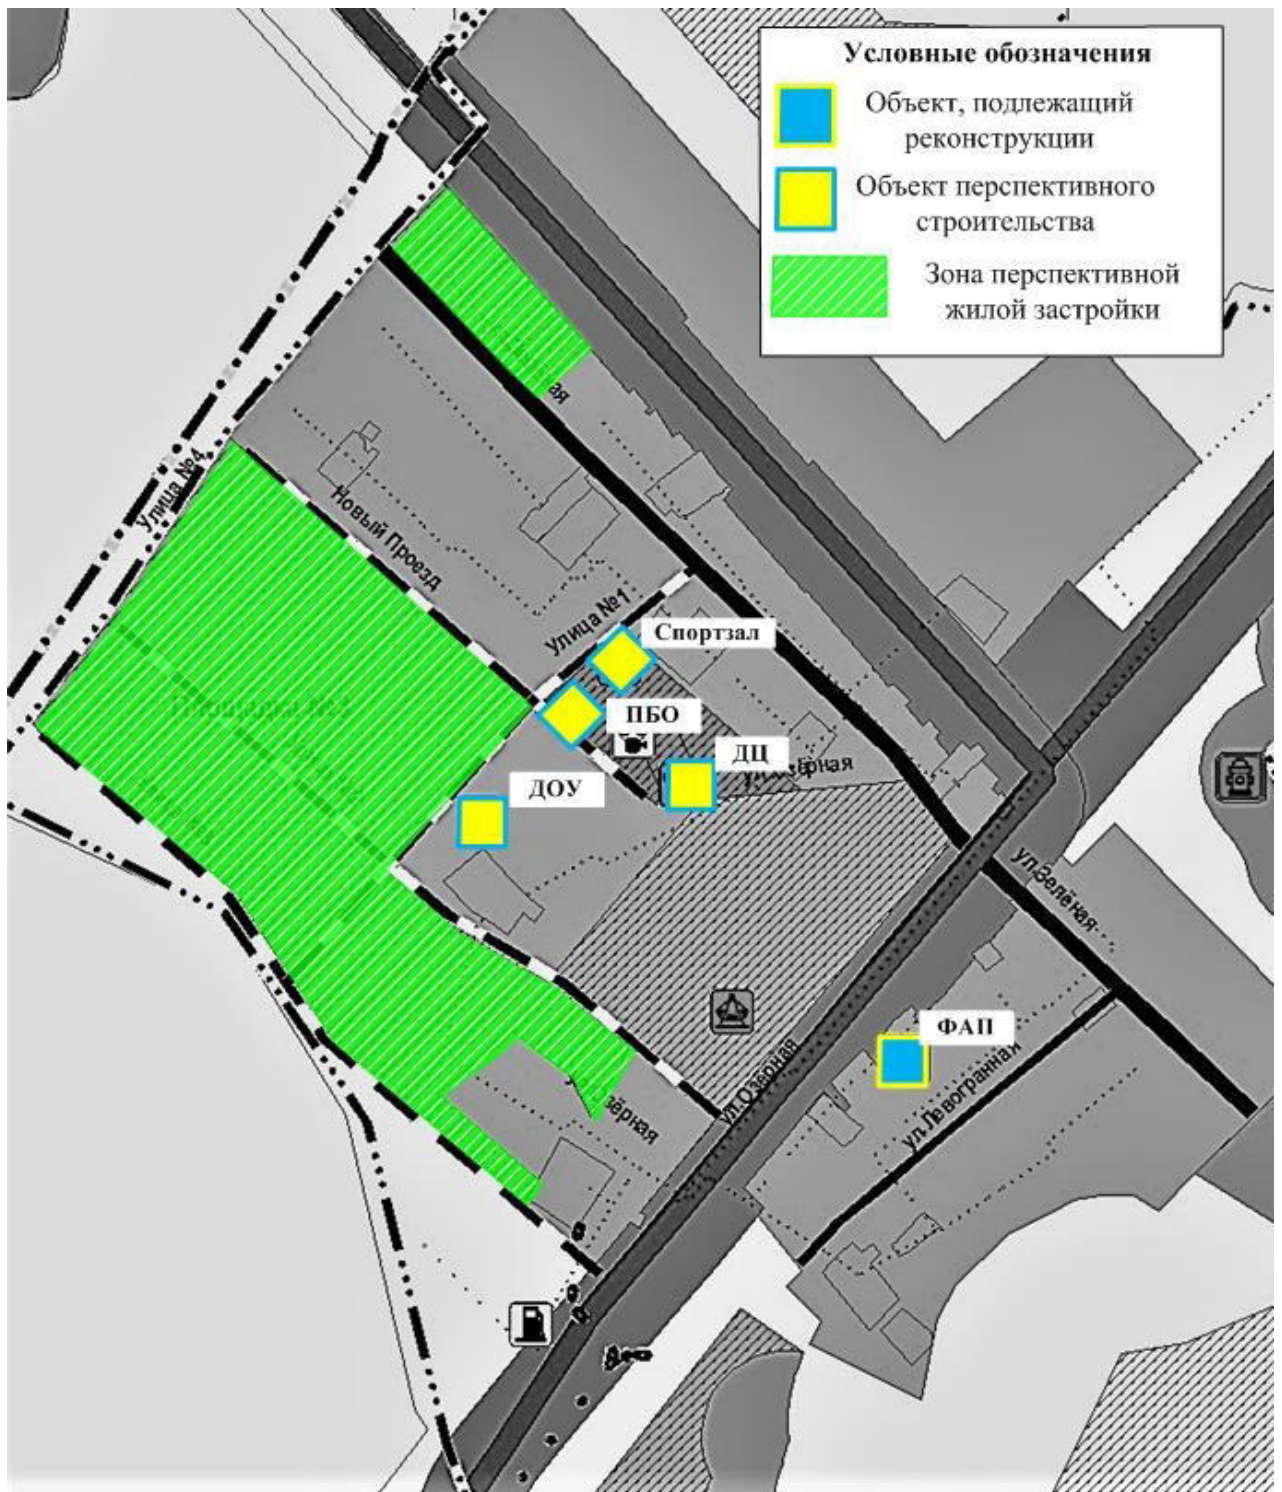 Условные обозначения
Объект, подлежащий
реконструкции
Объект перспективного
строительства
Зона перспективной
жилой застройки
Улица №4
Новый Проезд
Улица №1
Спортзал
ПБО
ДЦ
ДОУ
ул.Зелёная
ФАП
ул.Озёрная
ул.Левогранная